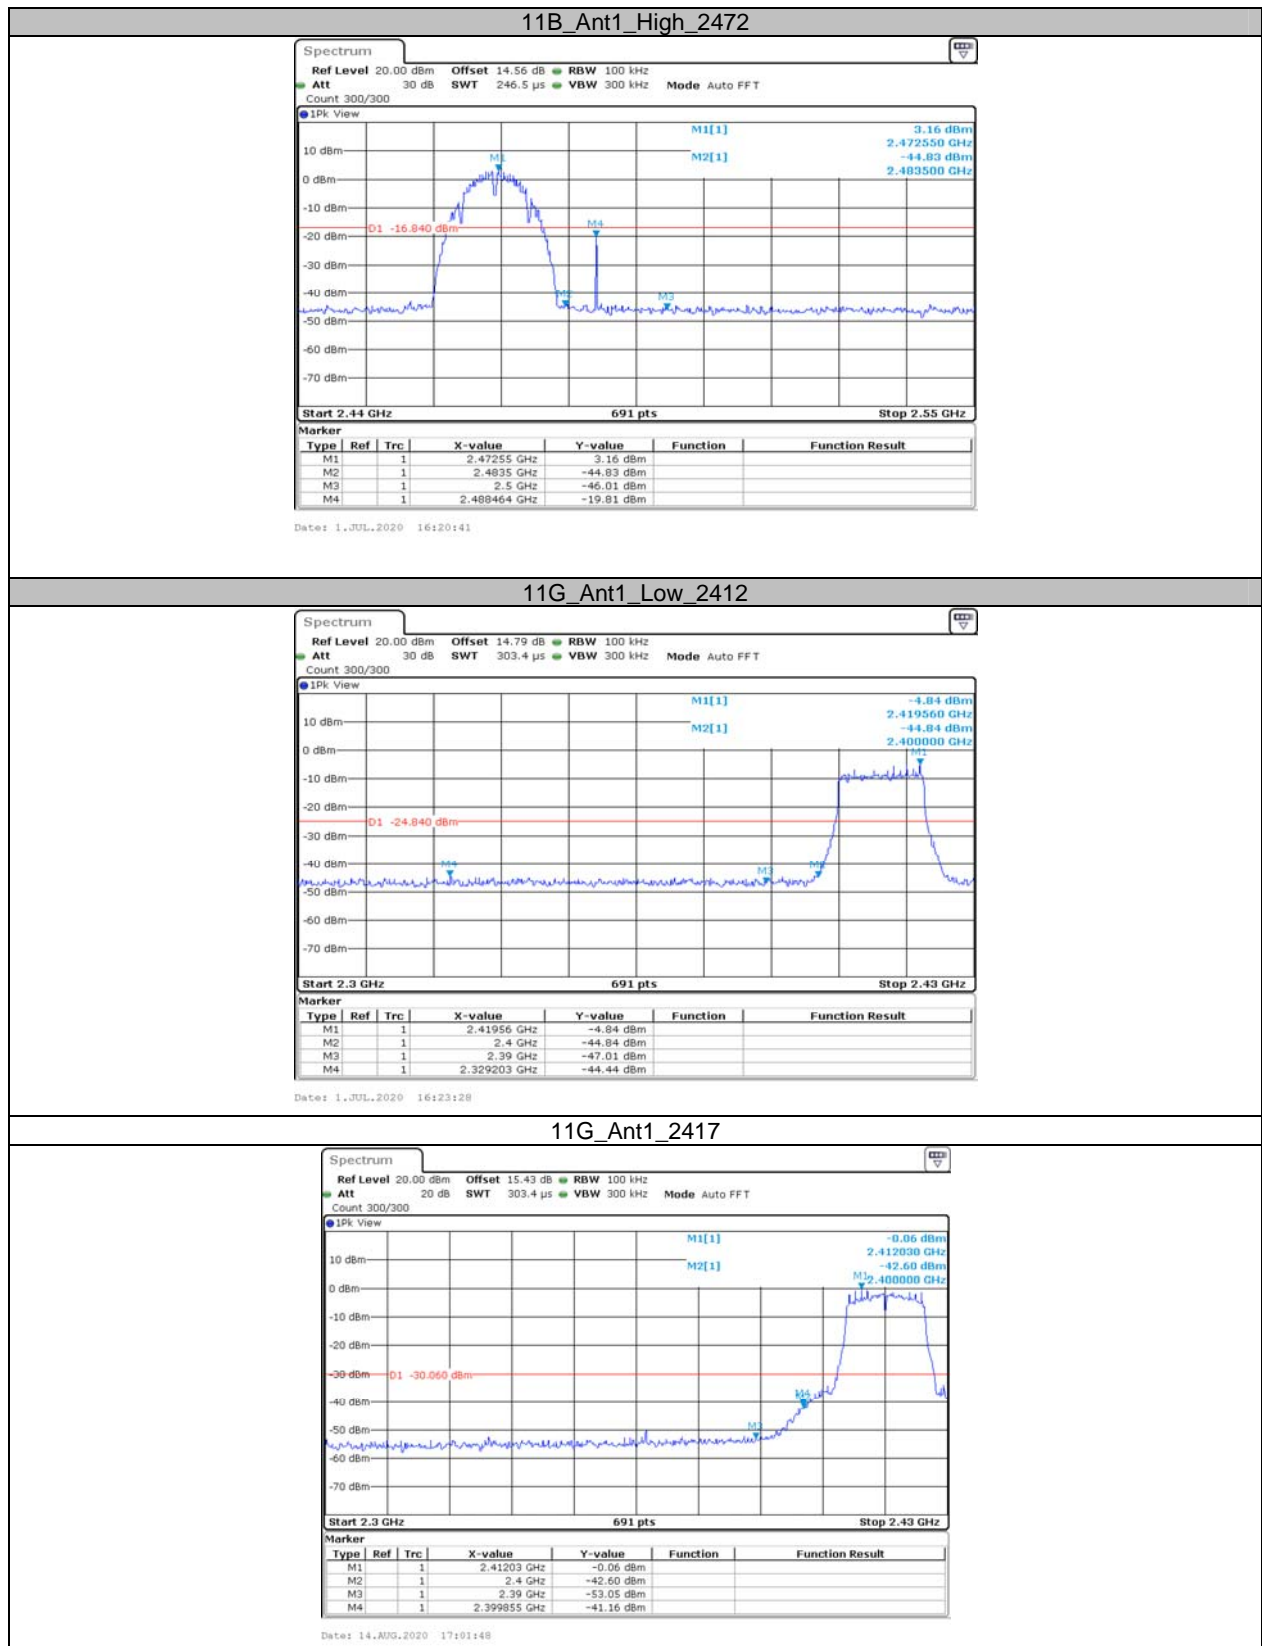 11B_Ant1_High_2472
Spectrum
Ref Level 20.00 dBm Offset 14.56 dB RBW 100 kHz
Att 30 dB SWT 246.5 µs VBW 300 kHz Mode Auto FFT
Count 300/300
1Pk View
M1[1] 3.16 dBm
2.472550 GHz
10 dBm
M2[1] -44.83 dBm
2.483500 GHz
M1
0 dBm
-10 dBm
D1 -16.840 dBm
M4
-20 dBm
-30 dBm
-40 dBm
M2
M3
-50 dBm
-60 dBm
-70 dBm
Start 2.44 GHz 691 pts Stop 2.55 GHz
Marker
Type Ref Trc X-value Y-value Function Function Result
M1 1 2.47255 GHz 3.16 dBm
M2 1 2.4835 GHz -44.83 dBm
M3 1 2.5 GHz -46.01 dBm
M4 1 2.488464 GHz -19.81 dBm
Date: 1.JUL.2020 16:20:41
11G_Ant1_Low_2412
Spectrum
Ref Level 20.00 dBm Offset 14.79 dB RBW 100 kHz
Att 30 dB SWT 303.4 µs VBW 300 kHz Mode Auto FFT
Count 300/300
1Pk View
M1[1] -4.84 dBm
2.419560 GHz
10 dBm
M2[1] -44.84 dBm
2.400000 GHz
0 dBm
M1
-10 dBm
-20 dBm
D1 -24.840 dBm
-30 dBm
-40 dBm
M4
M3
M2
-50 dBm
-60 dBm
-70 dBm
Start 2.3 GHz 691 pts Stop 2.43 GHz
Marker
Type Ref Trc X-value Y-value Function Function Result
M1 1 2.41956 GHz -4.84 dBm
M2 1 2.4 GHz -44.84 dBm
M3 1 2.39 GHz -47.01 dBm
M4 1 2.329203 GHz -44.44 dBm
Date: 1.JUL.2020 16:23:28
11G_Ant1_2417
Spectrum
Ref Level 20.00 dBm Offset 15.43 dB RBW 100 kHz
Att 20 dB SWT 303.4 µs VBW 300 kHz Mode Auto FFT
Count 300/300
1Pk View
M1[1] -0.06 dBm
2.412030 GHz
10 dBm
M2[1] -42.60 dBm
M1 2.400000 GHz
0 dBm
-10 dBm
-20 dBm
-30 dBm
D1 -30.060 dBm
M4
-40 dBm
M3
-50 dBm
-60 dBm
-70 dBm
Start 2.3 GHz 691 pts Stop 2.43 GHz
Marker
Type Ref Trc X-value Y-value Function Function Result
M1 1 2.41203 GHz -0.06 dBm
M2 1 2.4 GHz -42.60 dBm
M3 1 2.39 GHz -53.05 dBm
M4 1 2.399855 GHz -41.16 dBm
Date: 14.AUG.2020 17:01:48